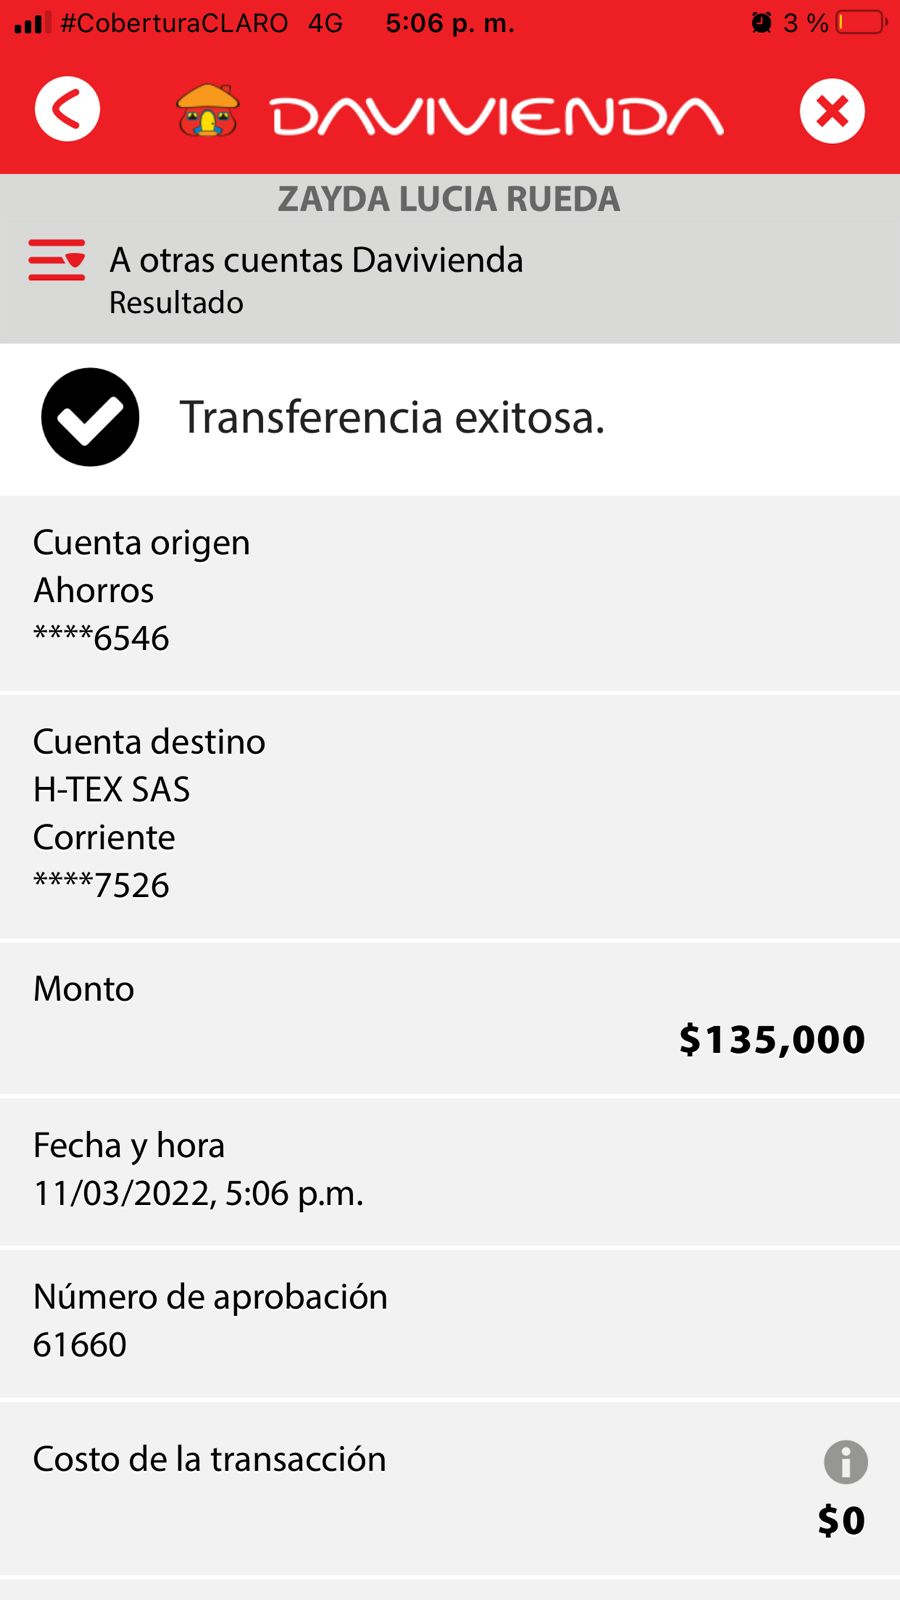 #CoberturaCLARO 4G 5:06 p. m. 3 %
DAVIVIENDA
ZAYDA LUCIA RUEDA
A otras cuentas Davivienda
Resultado
Transferencia exitosa.
Cuenta origen
Ahorros
****6546
Cuenta destino
H-TEX SAS
Corriente
****7526
Monto
$135,000
Fecha y hora
11/03/2022, 5:06 p.m.
Número de aprobación
61660
Costo de la transacción
$0